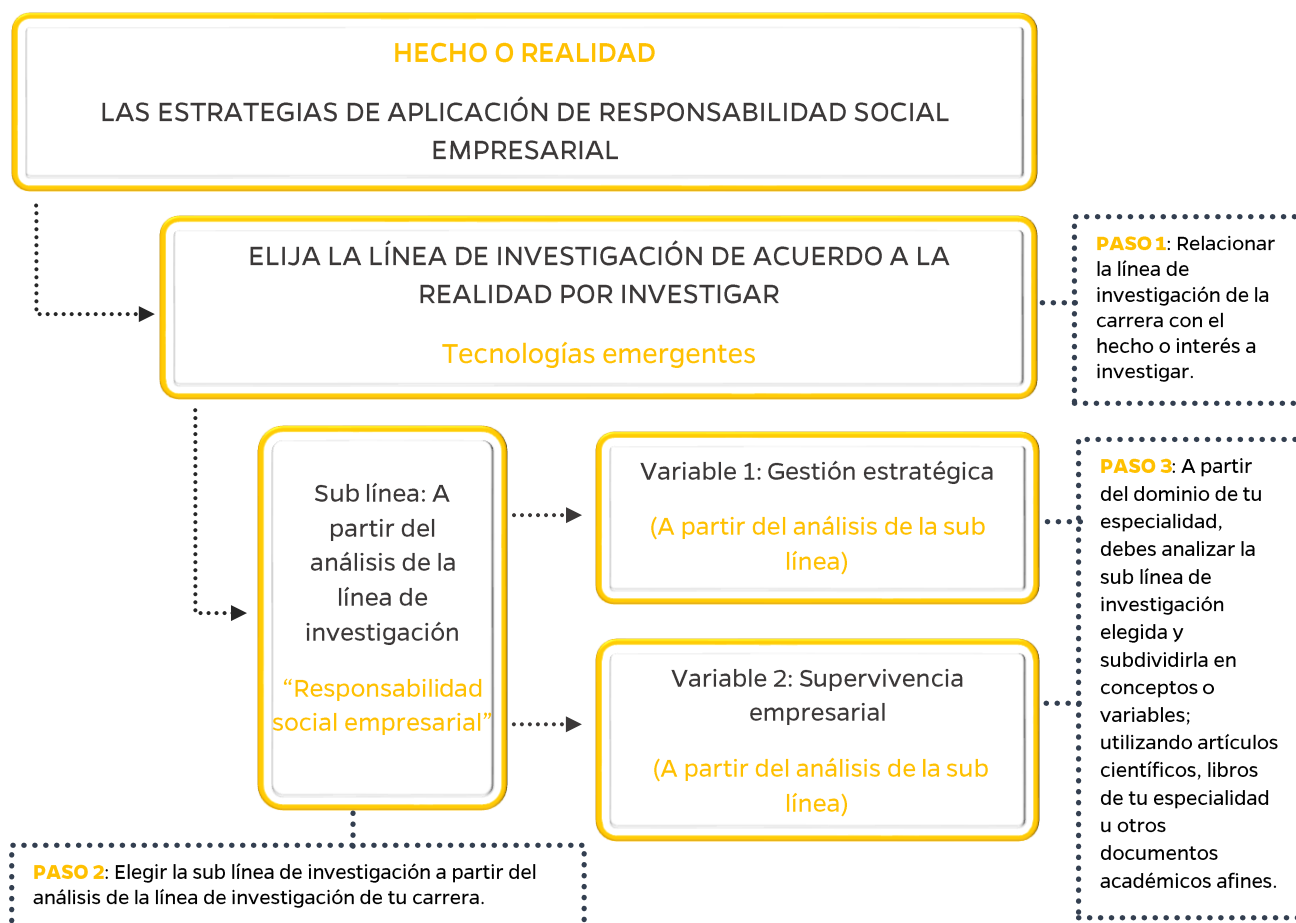 HECHO O REALIDAD
LAS ESTRATEGIAS DE APLICACIÓN DE RESPONSABILIDAD SOCIAL
EMPRESARIAL
ELIJA LA LÍNEA DE INVESTIGACIÓN DE ACUERDO A LA
REALIDAD POR INVESTIGAR
Tecnologías emergentes
PASO 1: Relacionar
la línea de
investigación de la
carrera con el
hecho o interés a
investigar.
Sub línea: A
partir del
análisis de la
línea de
investigación
“Responsabilidad
social empresarial”
Variable 1: Gestión estratégica
(A partir del análisis de la sub
línea)
Variable 2: Supervivencia
empresarial
(A partir del análisis de la sub
línea)
PASO 3: A partir
del dominio de tu
especialidad,
debes analizar la
sub línea de
investigación
elegida y
subdividirla en
conceptos o
variables;
utilizando artículos
científicos, libros
de tu especialidad
u otros
documentos
académicos afines.
PASO 2: Elegir la sub línea de investigación a partir del
análisis de la línea de investigación de tu carrera.